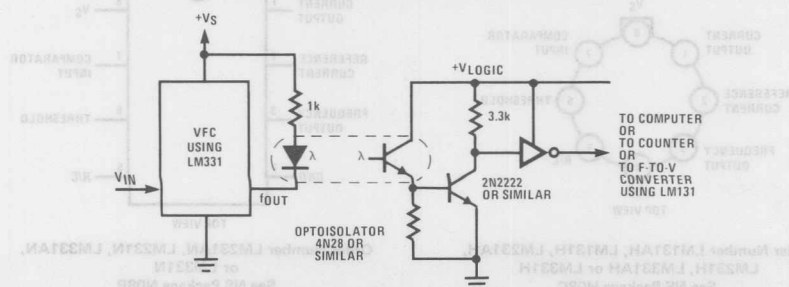 +VS
1k
VFC
USING
LM331
VIN
fOUT
λ
λ
OPTOISOLATOR
4N28 OR
SIMILAR
+VLOGIC
3.3k
2N2222
OR SIMILAR
TO COMPUTER
OR
TO COUNTER
OR
TO F-TO-V
CONVERTER
USING LM131